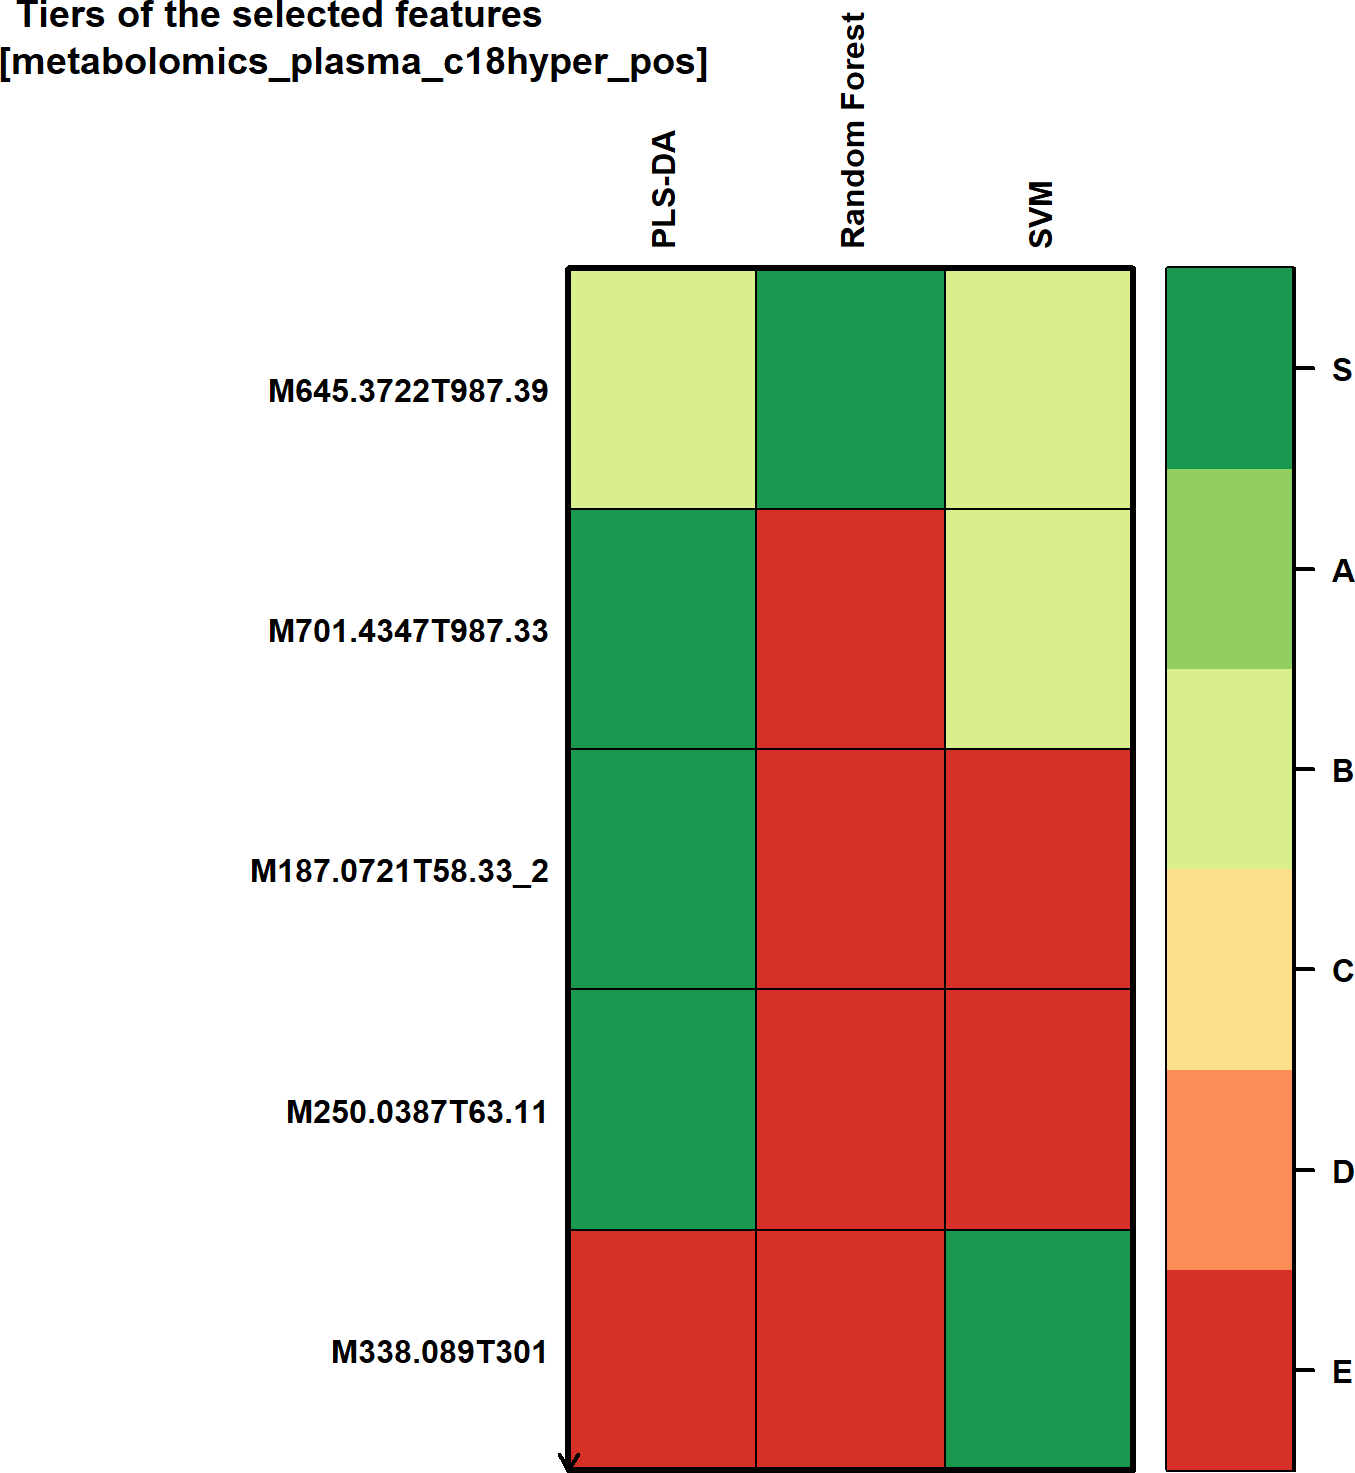 Tiers of the selected features
[metabolomics_plasma_c18hyper_pos]
PLS-DA
Random Forest
SVM
M645.3722T987.39
M701.4347T987.33
M187.0721T58.33_2
M250.0387T63.11
M338.089T301
S
A
B
C
D
E